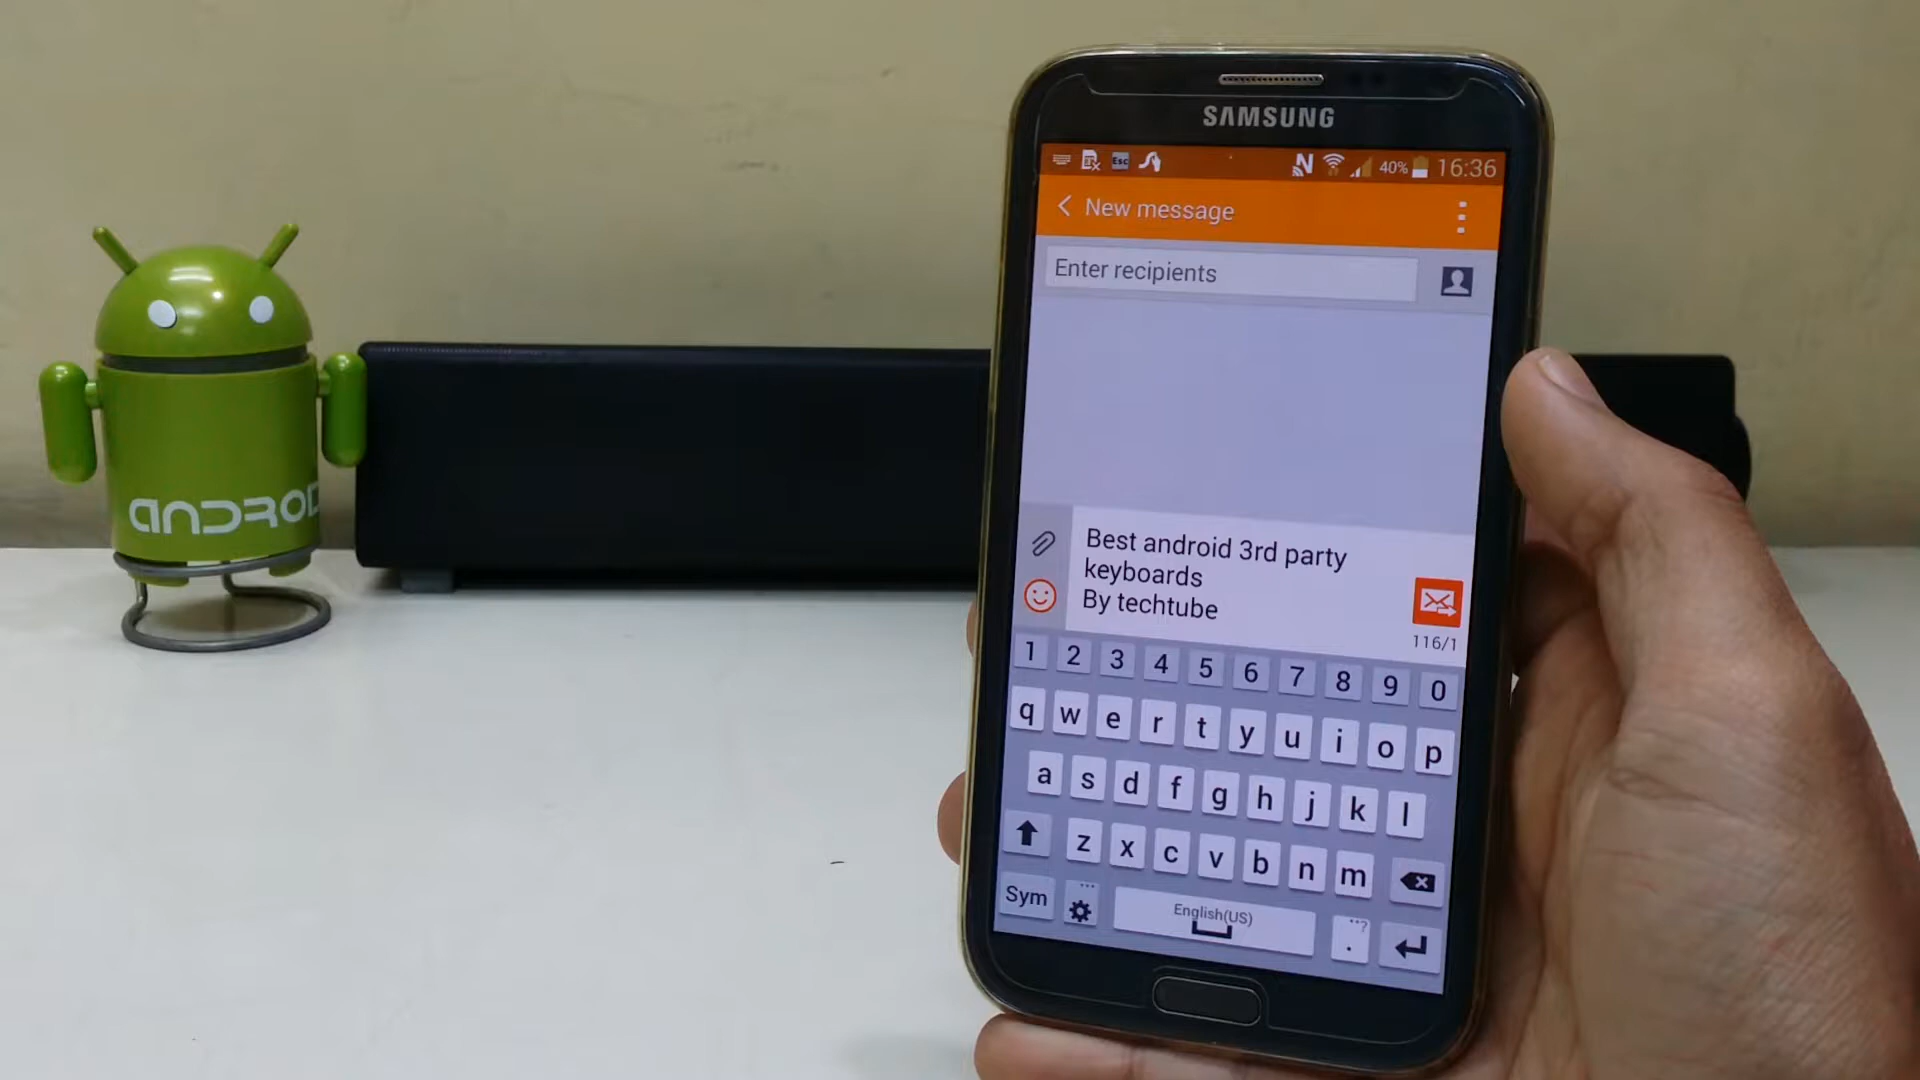 SAMSUNG
Esc 40% 16:36
New message
Enter recipients
Best android 3rd party
keyboards
By techtube
116/1
1 2 3 4 5 6 7 8 9 0
q w e r t y u i o p
a s d f g h j k l
z x c v b n m
Sym English(US) . ..?
ANDROID